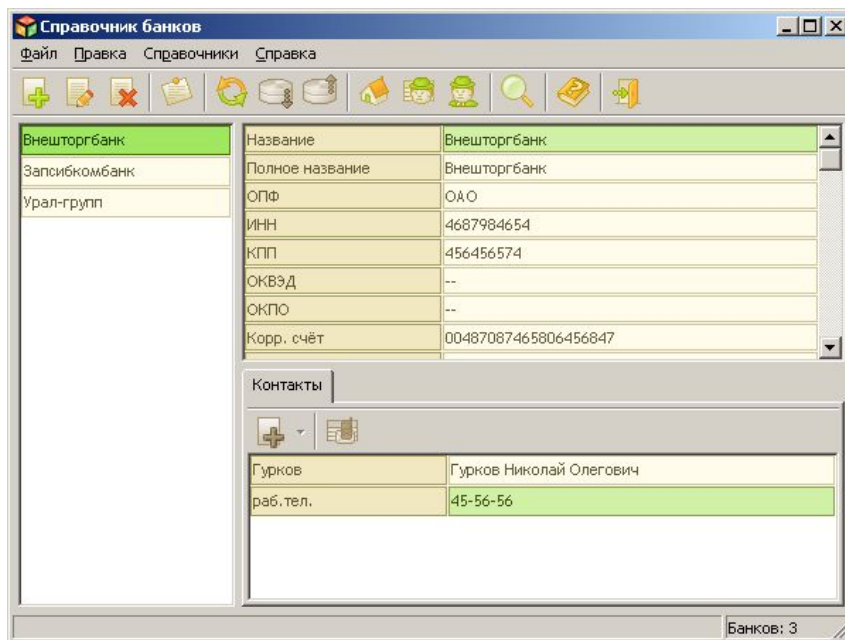 Справочник банков
Файл Правка Справочники Справка
Внешторгбанк
Запсибкомбанк
Урал-групп
Название Внешторгбанк
Полное название Внешторгбанк
ОПФ ОАО
ИНН 4687984654
КПП 456456574
ОКВЭД --
ОКПО --
Корр. счёт 00487087465806456847
Контакты
Гурков Гурков Николай Олегович
раб.тел. 45-56-56
Банков: 3